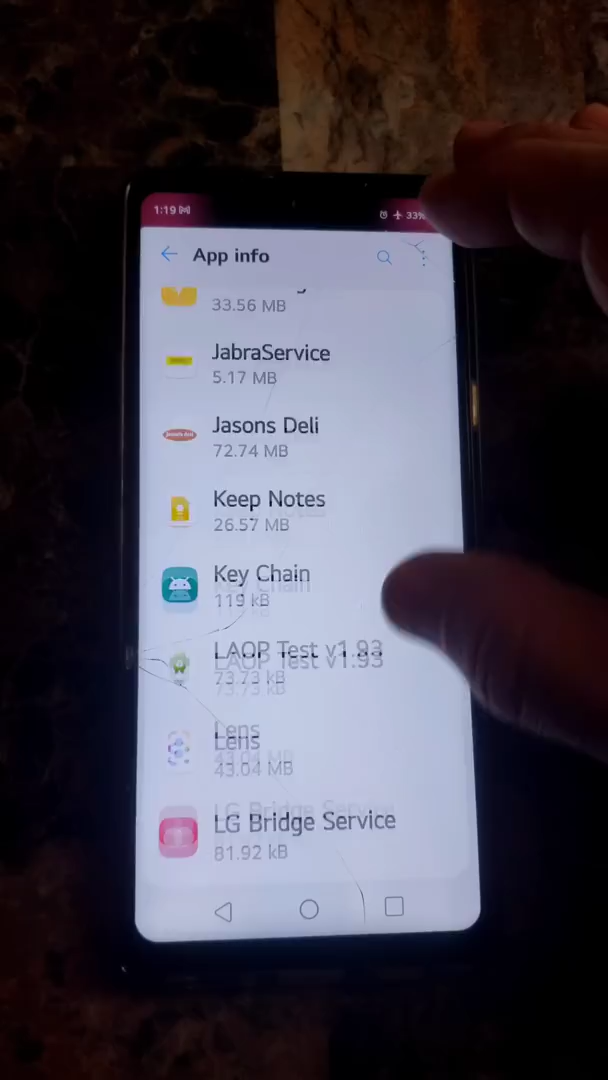 1:19
33%
App info
33.56 MB
JabraService
5.17 MB
Jasons Deli
72.74 MB
Keep Notes
26.57 MB
Key Chain
119 kB
LAOP Test v1.93
73.73 kB
Lens
43.04 MB
LG Bridge Service
81.92 kB